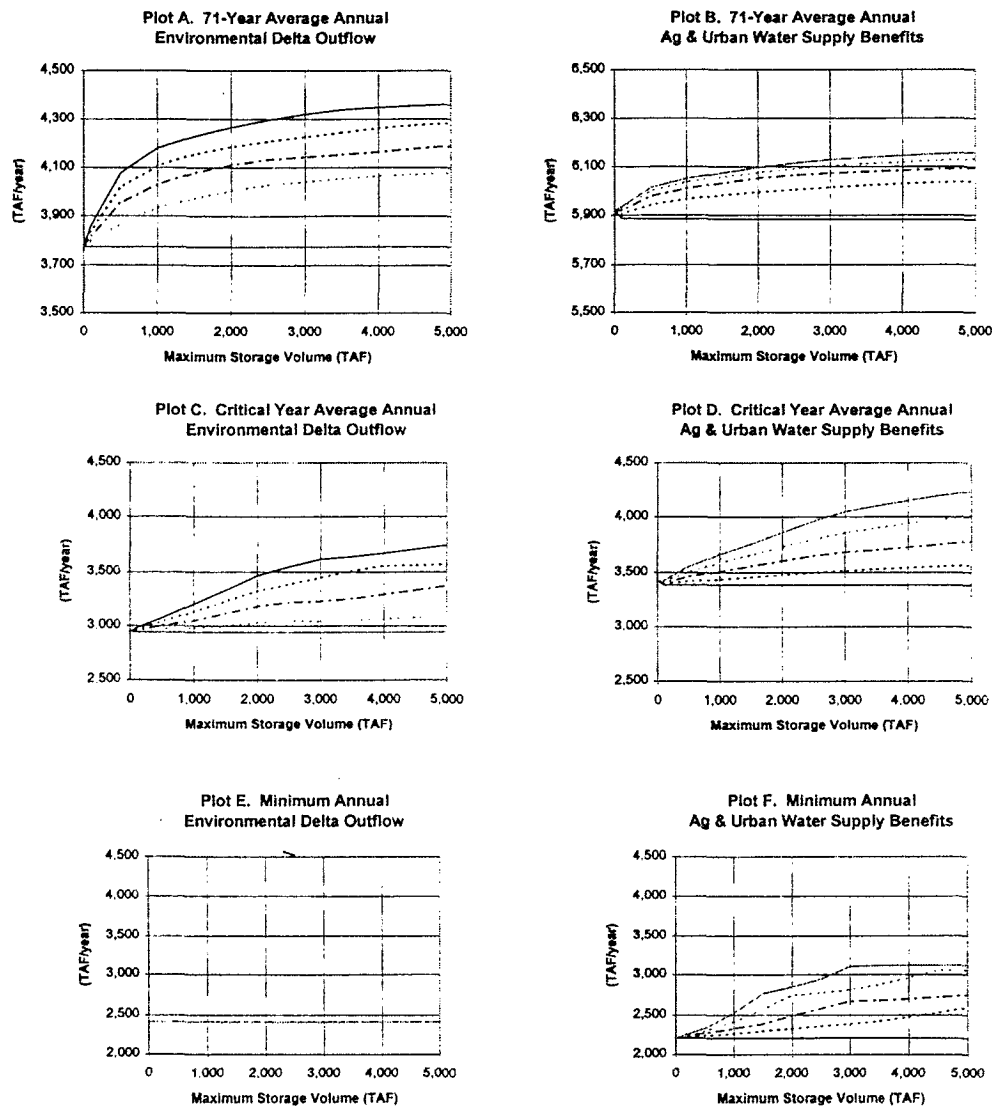 Plot A. 71-Year Average Annual
Environmental Delta Outflow
4,500
4,300
4,100
3,900
3,700
3,500
(TAF/year)
0 1,000 2,000 3,000 4,000 5,000
Maximum Storage Volume (TAF)
Plot B. 71-Year Average Annual
Ag & Urban Water Supply Benefits
6,500
6,300
6,100
5,900
5,700
5,500
(TAF/year)
0 1,000 2,000 3,000 4,000 5,000
Maximum Storage Volume (TAF)
Plot C. Critical Year Average Annual
Environmental Delta Outflow
4,500
4,000
3,500
3,000
2,500
(TAF/year)
0 1,000 2,000 3,000 4,000 5,000
Maximum Storage Volume (TAF)
Plot D. Critical Year Average Annual
Ag & Urban Water Supply Benefits
4,500
4,000
3,500
3,000
2,500
(TAF/year)
0 1,000 2,000 3,000 4,000 5,000
Maximum Storage Volume (TAF)
Plot E. Minimum Annual
Environmental Delta Outflow
4,500
4,000
3,500
3,000
2,500
2,000
(TAF/year)
0 1,000 2,000 3,000 4,000 5,000
Maximum Storage Volume (TAF)
Plot F. Minimum Annual
Ag & Urban Water Supply Benefits
4,500
4,000
3,500
3,000
2,500
2,000
(TAF/year)
0 1,000 2,000 3,000 4,000 5,000
Maximum Storage Volume (TAF)